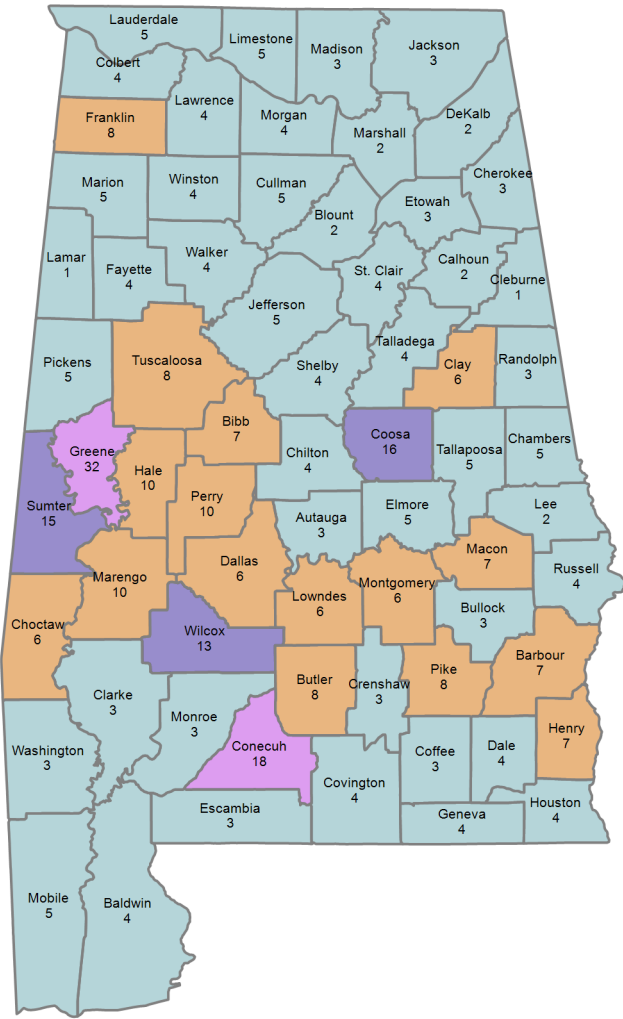 Lauderdale
5
Limestone
5
Madison
3
Jackson
3
Colbert
4
Lawrence
4
Franklin
8
Morgan
4
DeKalb
2
Marshall
2
Cherokee
3
Marion
5
Winston
4
Cullman
5
Etowah
3
Blount
2
Lamar
1
Fayette
4
Walker
4
St. Clair
4
Calhoun
2
Cleburne
1
Jefferson
5
Talladega
4
Pickens
5
Tuscaloosa
8
Shelby
4
Clay
6
Randolph
3
Bibb
7
Coosa
16
Chambers
5
Tallapoosa
5
Greene
32
Hale
10
Chilton
4
Sumter
15
Perry
10
Autauga
3
Elmore
5
Lee
2
Macon
7
Dallas
6
Russell
4
Marengo
10
Lowndes
6
Montgomery
6
Bullock
3
Choctaw
6
Wilcox
13
Barbour
7
Butler
8
Crenshaw
3
Pike
8
Clarke
3
Monroe
3
Henry
7
Washington
3
Conecuh
18
Coffee
3
Dale
4
Covington
4
Escambia
3
Geneva
4
Houston
4
Mobile
5
Baldwin
4